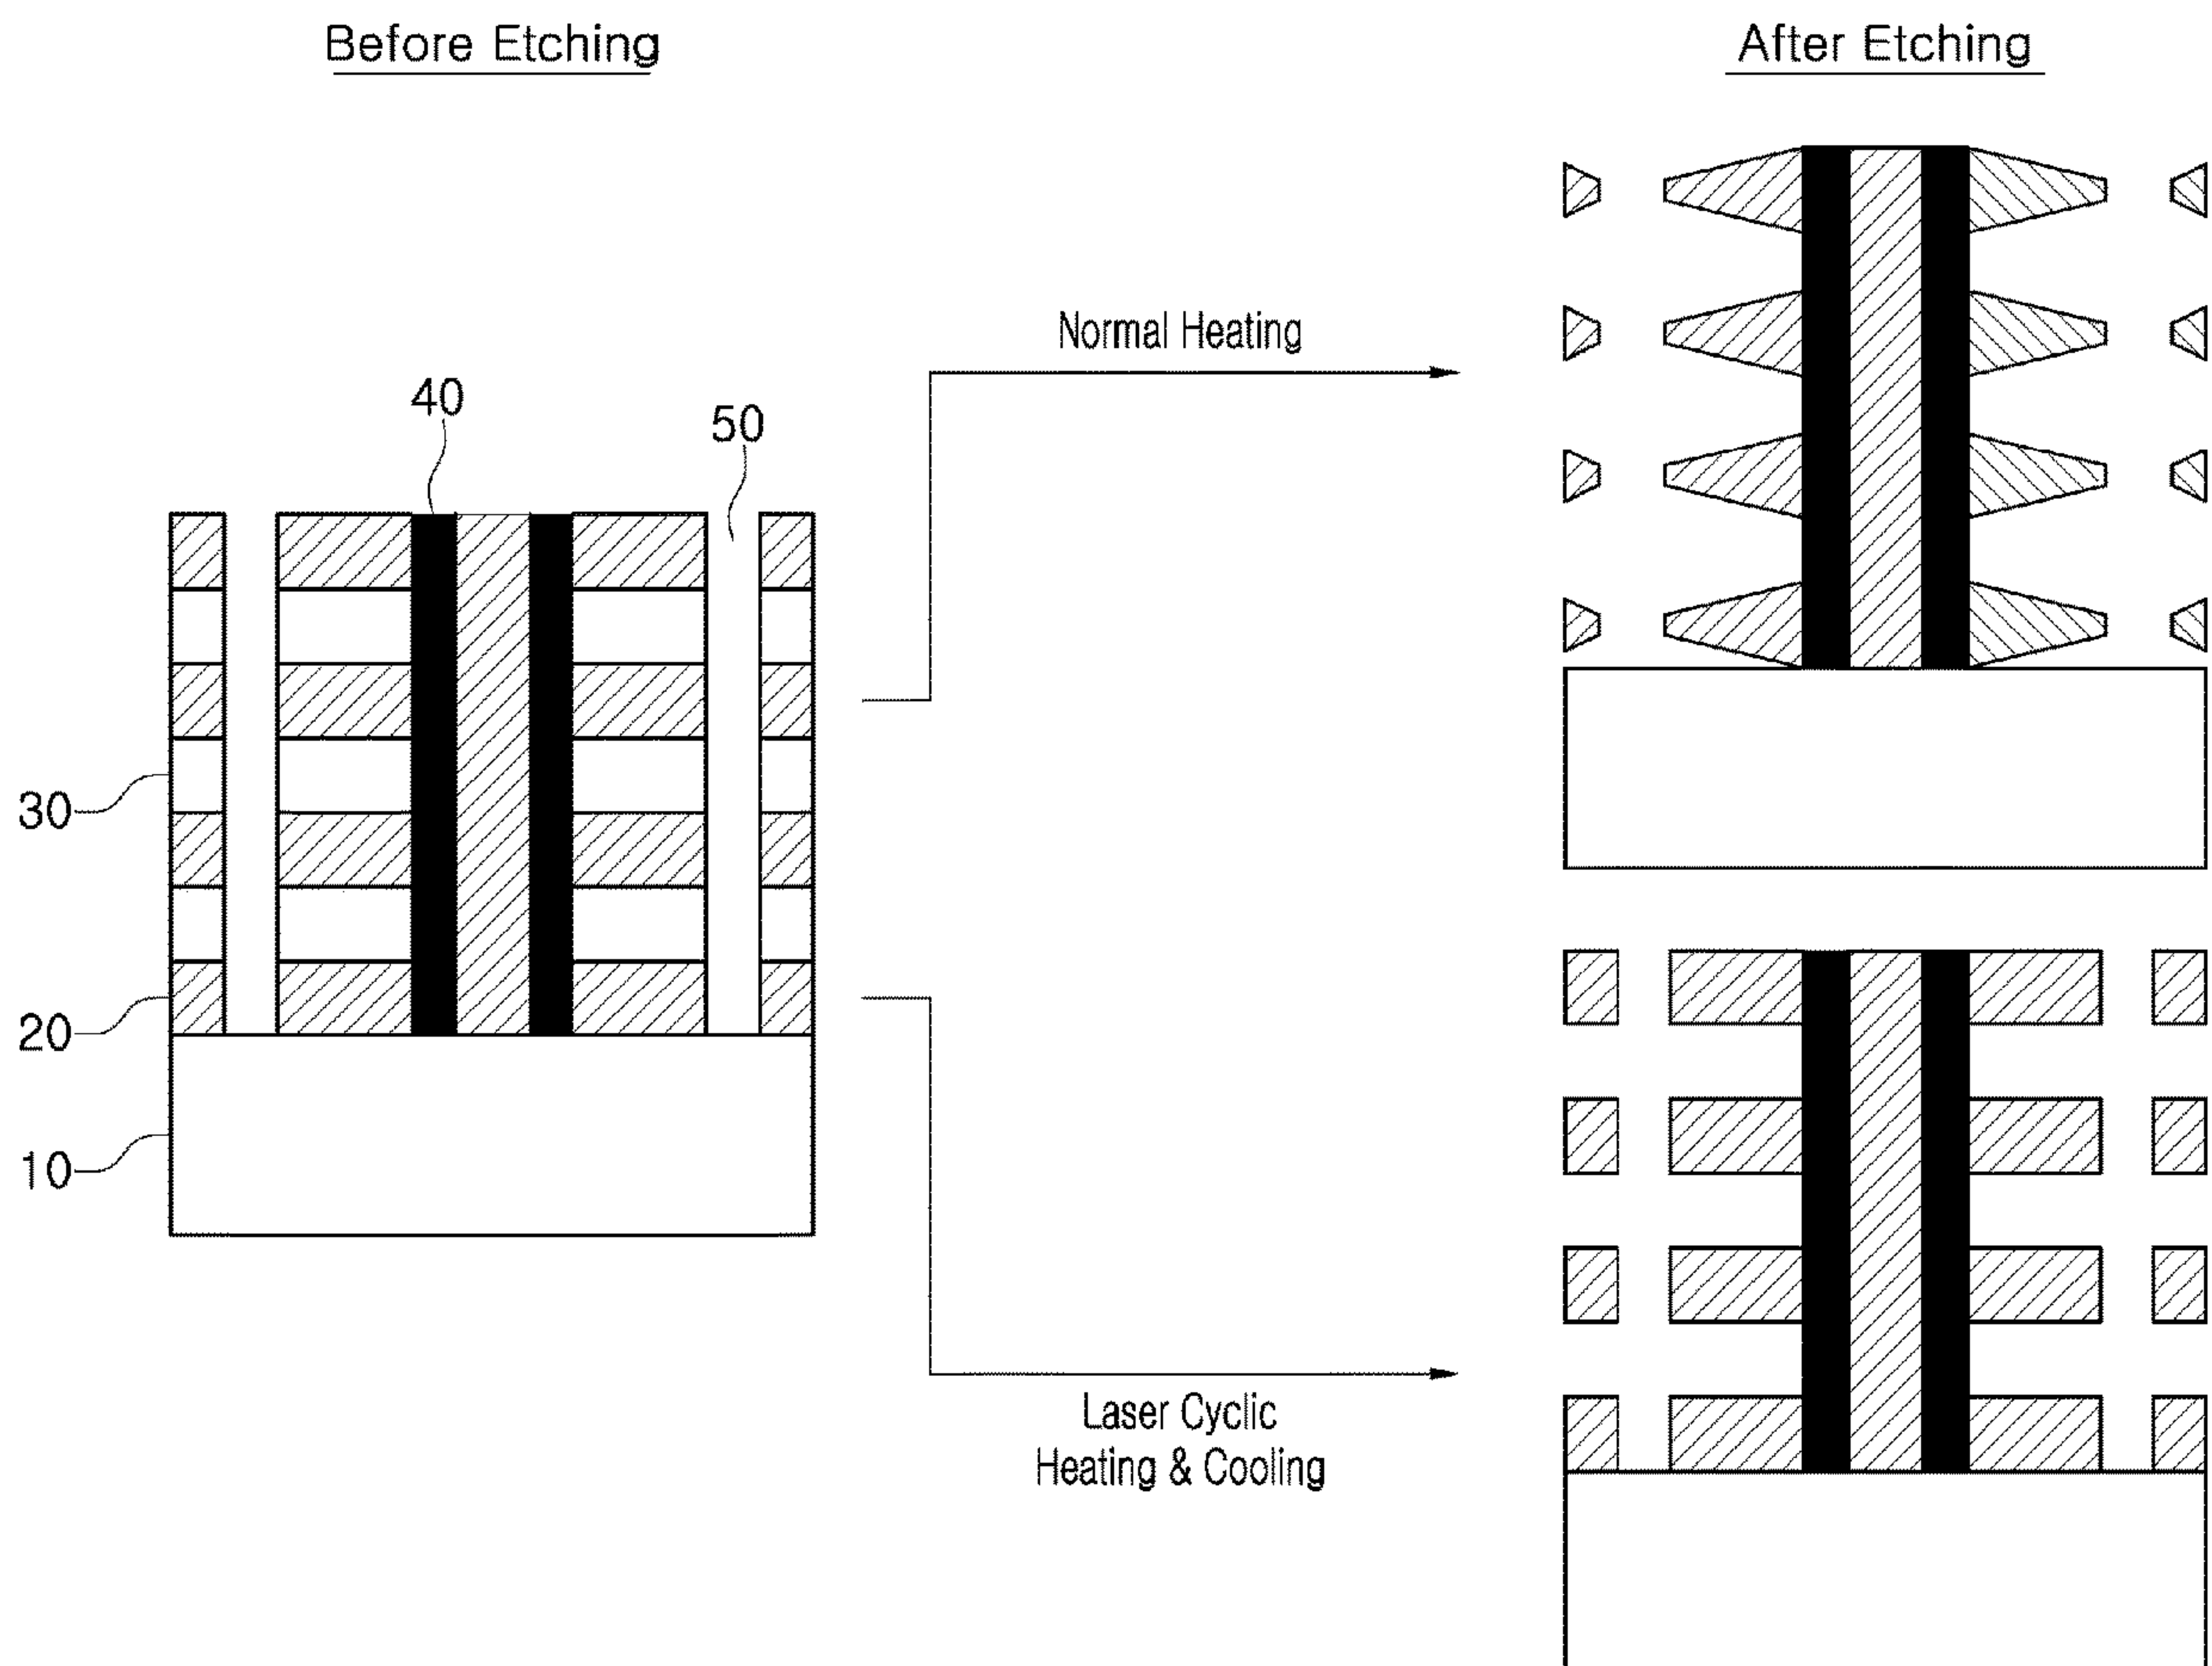 Before Etching
After Etching
Normal Heating
40
50
30
20
10
Laser Cyclic
Heating & Cooling